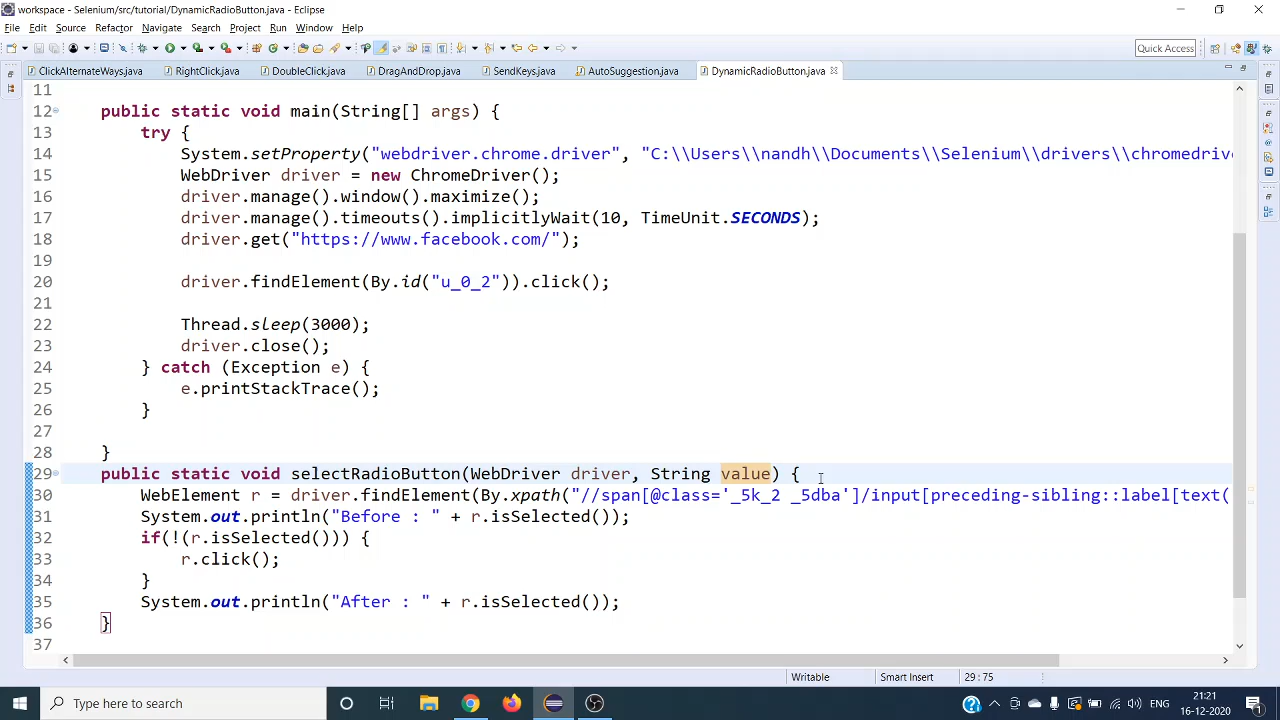 workspace - Selenium/src/tutorial/DynamicRadioButton.java - Eclipse
File Edit Source Refactor Navigate Search Project Run Window Help
Quick Access
ClickAlternateWays.java RightClick.java DoubleClick.java DragAndDrop.java SendKeys.java AutoSuggestion.java DynamicRadioButton.java
11
12 public static void main(String[] args) {
13 try {
14 System.setProperty("webdriver.chrome.driver", "C:\\Users\\nandh\\Documents\\Selenium\\drivers\\chromedrive
15 WebDriver driver = new ChromeDriver();
16 driver.manage().window().maximize();
17 driver.manage().timeouts().implicitlyWait(10, TimeUnit.SECONDS);
18 driver.get("https://www.facebook.com/");
19
20 driver.findElement(By.id("u_0_2")).click();
21
22 Thread.sleep(3000);
23 driver.close();
24 } catch (Exception e) {
25 e.printStackTrace();
26 }
27
28 }
29 public static void selectRadioButton(WebDriver driver, String value) {
30 WebElement r = driver.findElement(By.xpath("//span[@class='_5k_2 _5dba']/input[preceding-sibling::label[text(
31 System.out.println("Before : " + r.isSelected());
32 if(!(r.isSelected())) {
33 r.click();
34 }
35 System.out.println("After : " + r.isSelected());
36 }
37
Writable Smart Insert 29 : 75
Type here to search
21:21
16-12-2020